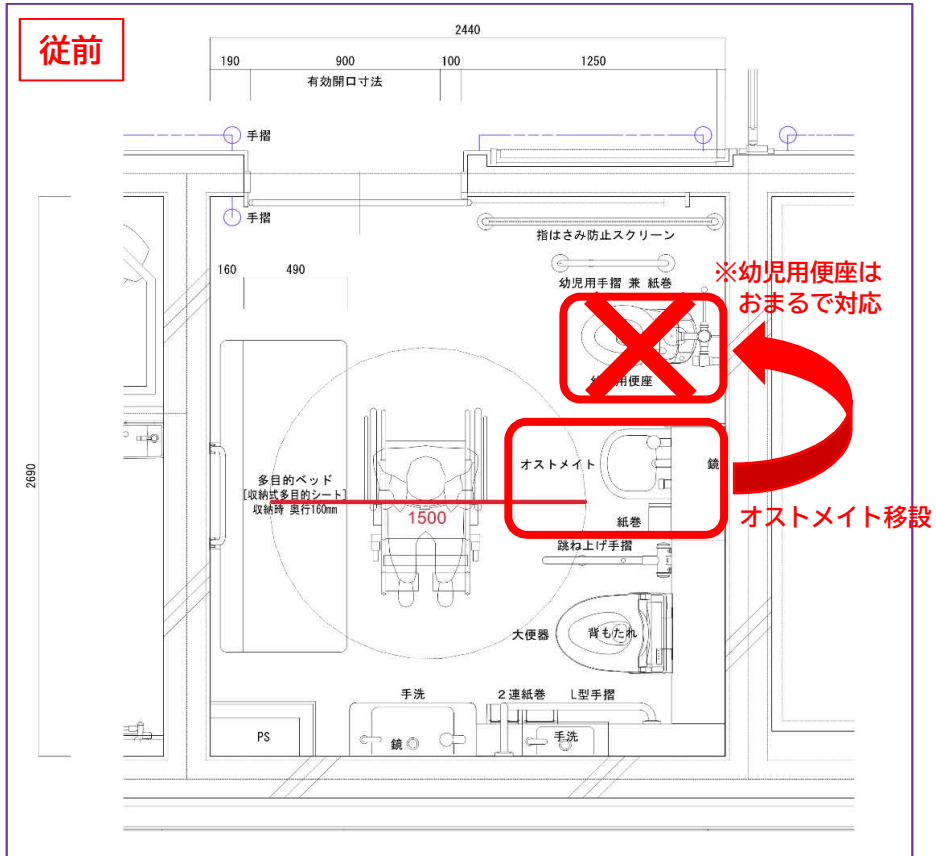 従前
2440
190
900
100
1250
有効開口寸法
手摺
手摺
指はさみ防止スクリーン
160
490
幼児用手摺 兼 紙巻
※幼児用便座は
おまるで対応
幼児用便座
オストメイト
鏡
2690
多目的ベッド
[収納式多目的シート]
収納時 奥行160mm
1500
紙巻
オストメイト移設
跳ね上げ手摺
大便器
背もたれ
手洗
2連紙巻
L型手摺
PS
鏡
手洗